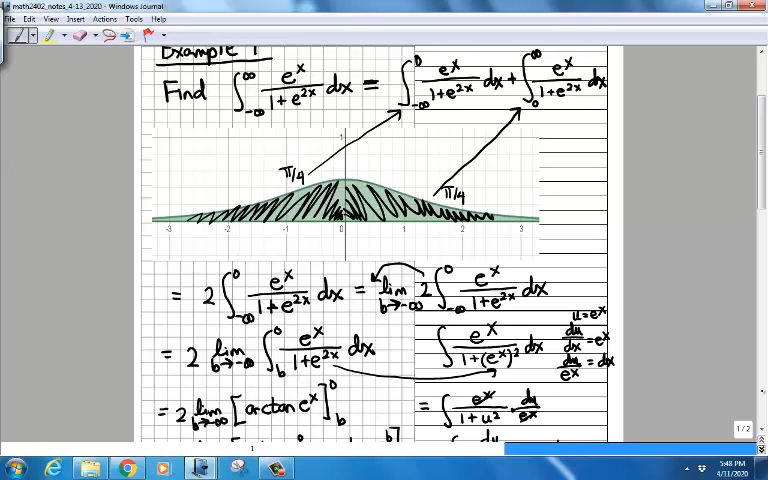 math2402_notes_4-13_2020 - Windows Journal
File Edit View Insert Actions Tools Help
Example 1
Find ∫_{-∞}^{∞} e^x/(1+e^{2x}) dx = ∫_{-∞}^{0} e^x/(1+e^{2x}) dx + ∫_{0}^{∞} e^x/(1+e^{2x}) dx
1
π/4
π/4
-3 -2 -1 0 1 2 3
= 2 ∫_{-∞}^{0} e^x/(1+e^{2x}) dx = lim_{b→-∞} 2 ∫_{-∞}^{0} e^x/(1+e^{2x}) dx
u = e^x
= 2 lim_{b→-∞} ∫_{b}^{0} e^x/(1+e^{2x}) dx
∫ e^x/(1+(e^x)^2) dx
du/dx = e^x
du/e^x = dx
= 2 lim_{b→-∞} [arctan e^x]_{b}^{0}
= ∫ e^x/(1+u^2) · du/e^x
1 / 2
1
5:48 PM
4/11/2020